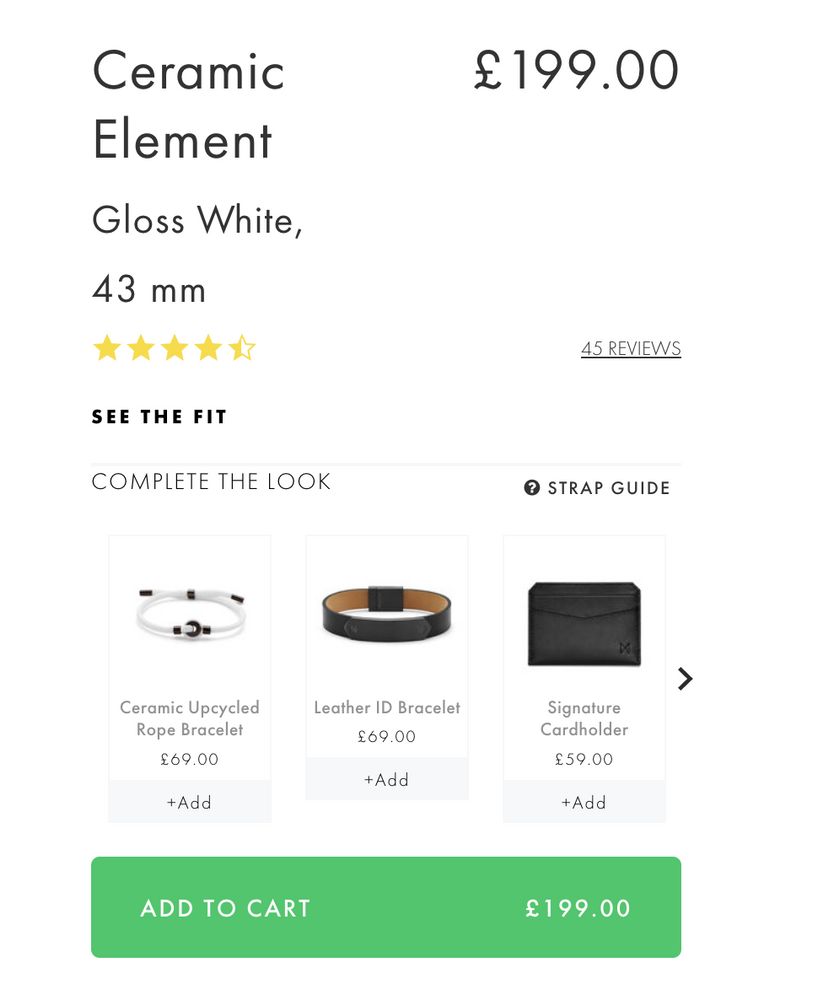 Ceramic
Element
£199.00
Gloss White,
43 mm
45 REVIEWS
SEE THE FIT
COMPLETE THE LOOK
? STRAP GUIDE
Ceramic Upcycled
Rope Bracelet
£69.00
+Add
Leather ID Bracelet
£69.00
+Add
Signature
Cardholder
£59.00
+Add
ADD TO CART £199.00